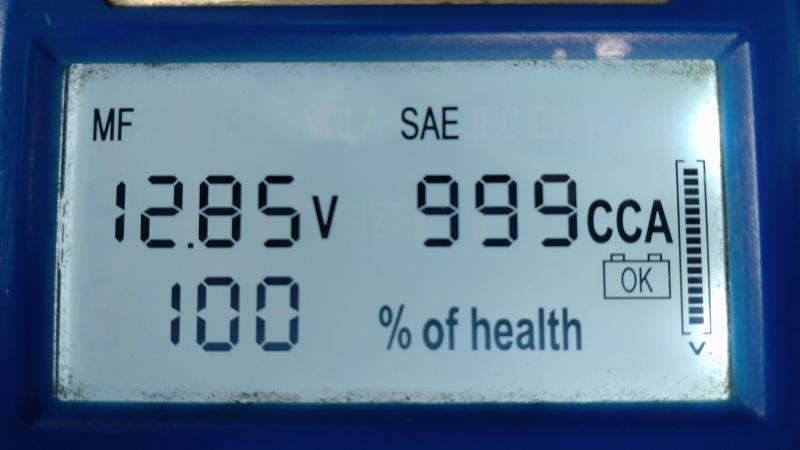 MF SAE
12.85V 999CCA
OK
100 % of health